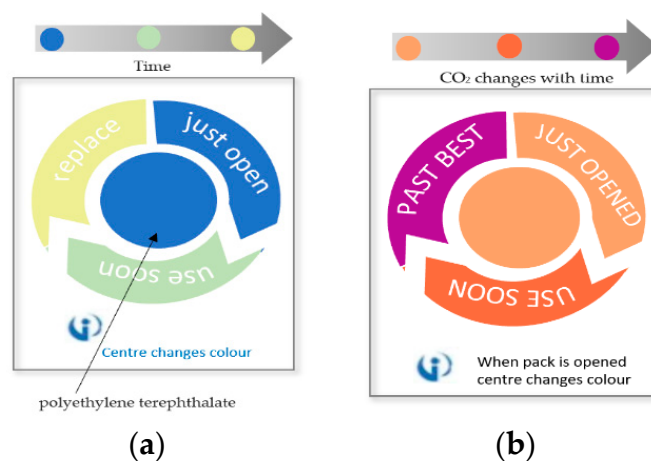 Time
replace
just open
use soon
Centre changes colour
polyethylene terephthalate
(a)
CO₂ changes with time
PAST BEST
JUST OPENED
USE SOON
When pack is opened
centre changes colour
(b)